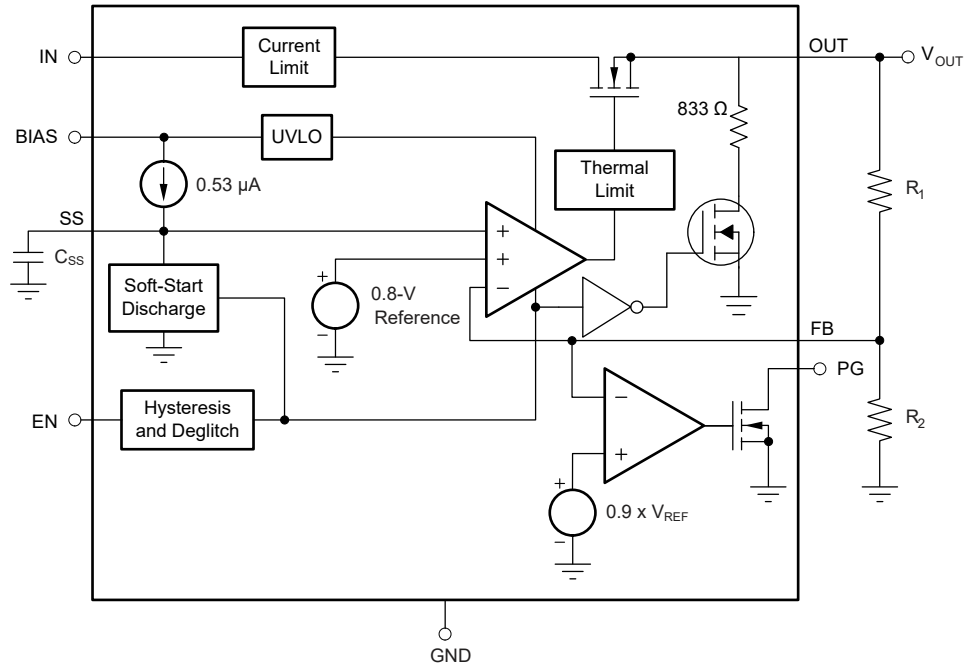 IN
Current
Limit
OUT
V_OUT
833 Ω
BIAS
UVLO
Thermal
Limit
0.53 µA
R_1
SS
C_SS
+
+
−
Soft-Start
Discharge
+
0.8-V
Reference
−
FB
PG
EN
Hysteresis
and Deglitch
−
+
R_2
+
0.9 x V_REF
−
GND